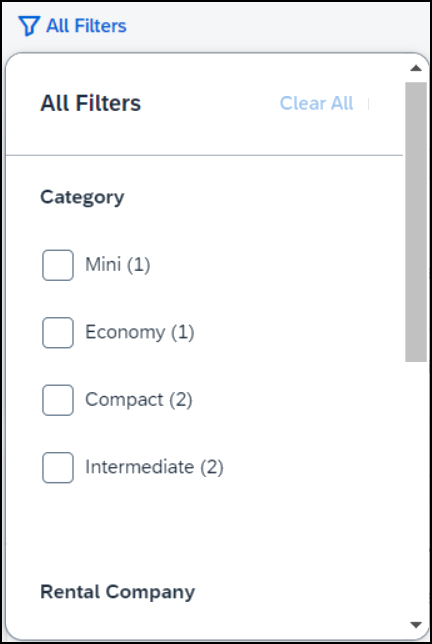 All Filters
All Filters
Clear All
Category
Mini (1)
Economy (1)
Compact (2)
Intermediate (2)
Rental Company